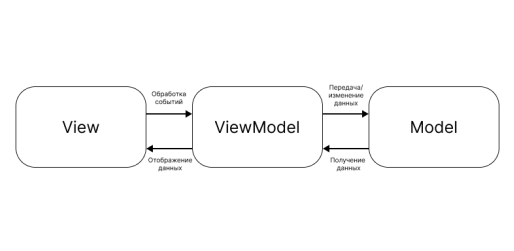 View
Обработка
событий
Отображение
данных
ViewModel
Передача/
изменение
данных
Получение
данных
Model